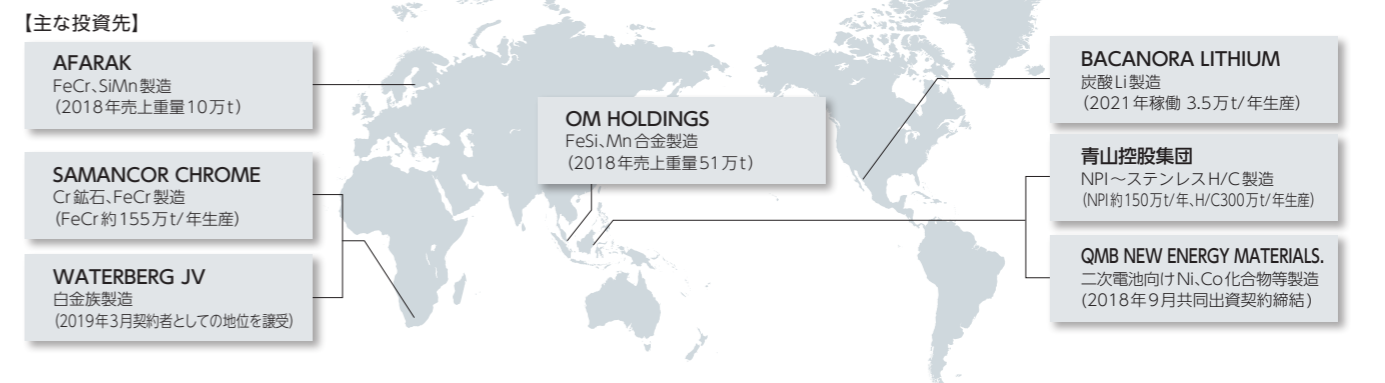 【主な投資先】
AFARAK
FeCr、SiMn製造
（2018年売上重量10万t）
SAMANCOR CHROME
Cr鉱石、FeCr製造
（FeCr約155万t/年生産）
WATERBERG JV
白金族製造
（2019年3月契約者としての地位を譲受）
OM HOLDINGS
FeSi、Mn合金製造
（2018年売上重量51万t）
BACANORA LITHIUM
炭酸Li製造
（2021年稼働 3.5万t/年生産）
青山控股集団
NPI～ステンレスH/C製造
（NPI約150万t/年、H/C300万t/年生産）
QMB NEW ENERGY MATERIALS.
二次電池向けNi、Co化合物等製造
（2018年9月共同出資契約締結）